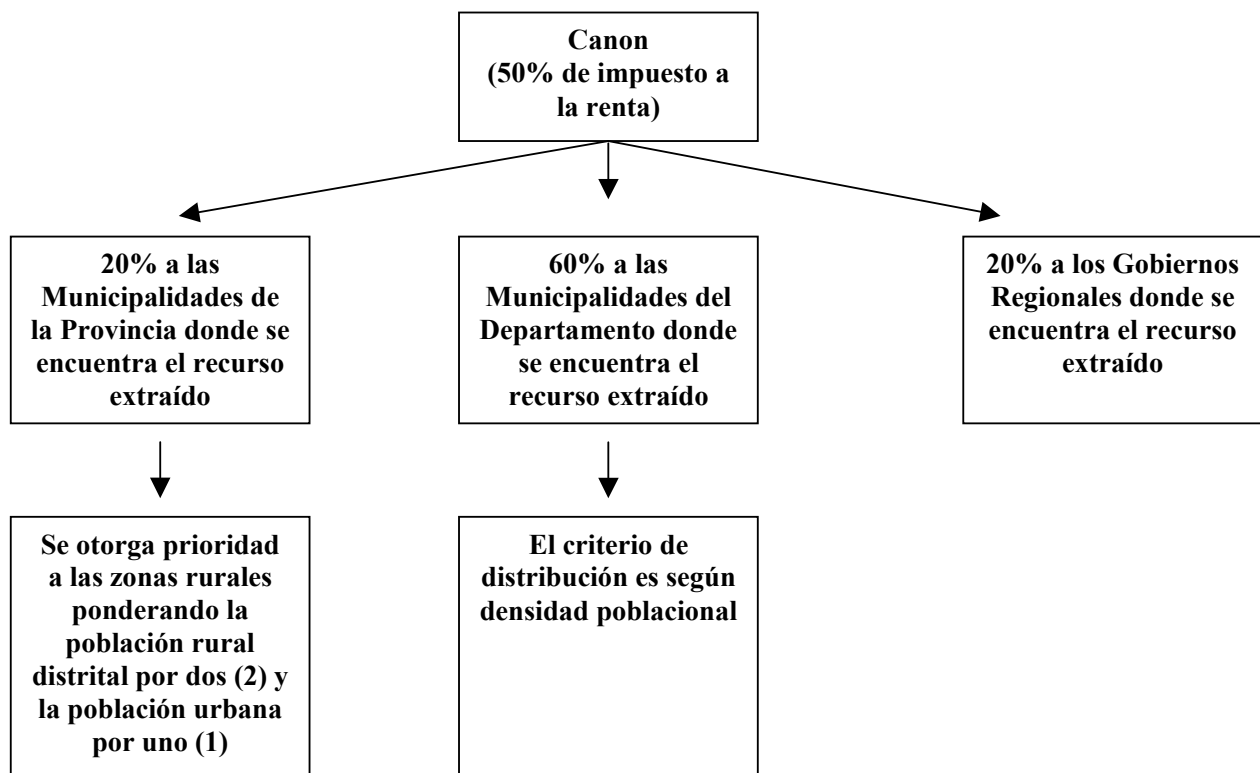 Canon
(50% de impuesto a
la renta)
20% a las
Municipalidades de
la Provincia donde se
encuentra el recurso
extraído
60% a las
Municipalidades del
Departamento donde
se encuentra el
recurso extraído
20% a los Gobiernos
Regionales donde se
encuentra el recurso
extraído
Se otorga prioridad
a las zonas rurales
ponderando la
población rural
distrital por dos (2) y
la población urbana
por uno (1)
El criterio de
distribución es según
densidad poblacional